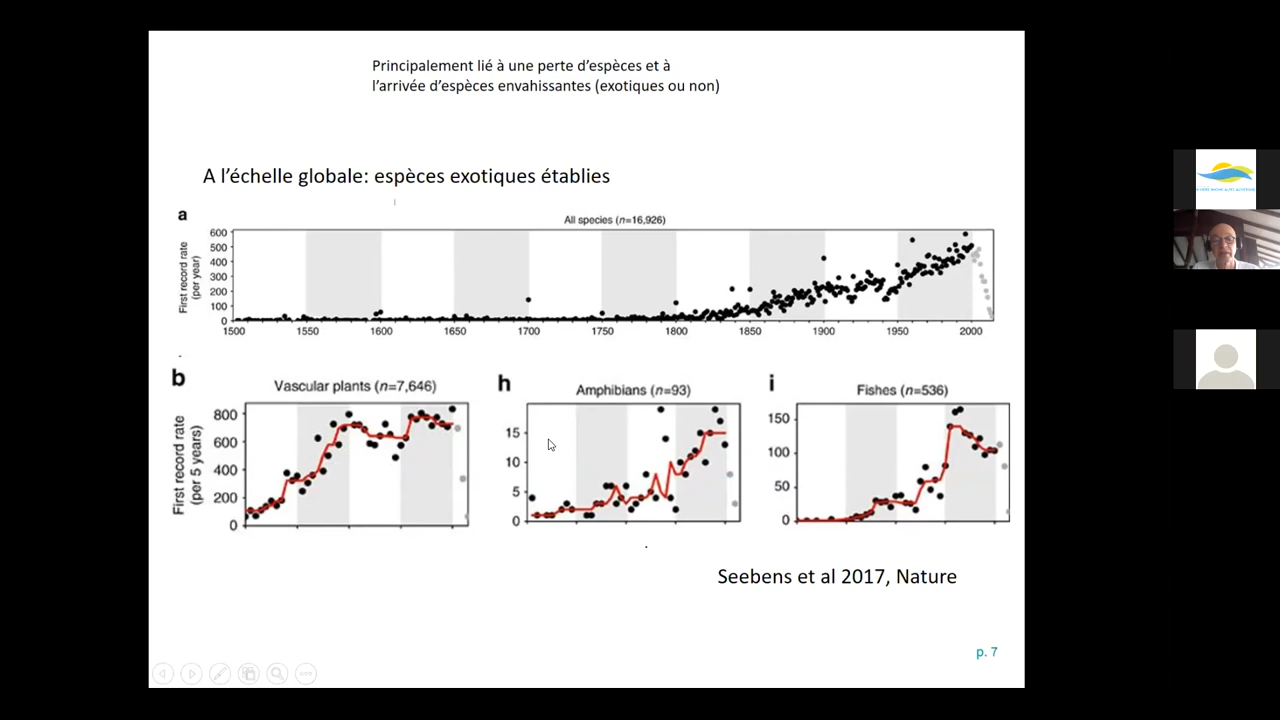 Principalement lié à une perte d’espèces et à
l’arrivée d’espèces envahissantes (exotiques ou non)
A l’échelle globale: espèces exotiques établies
a
All species (n=16,926)
First record rate
(per year)
600
500
400
300
200
100
0
1500 1550 1600 1650 1700 1750 1800 1850 1900 1950 2000
b
Vascular plants (n=7,646)
First record rate
(per 5 years)
800
600
400
200
0
h
Amphibians (n=93)
15
10
5
0
i
Fishes (n=536)
150
100
50
0
Seebens et al 2017, Nature
p. 7